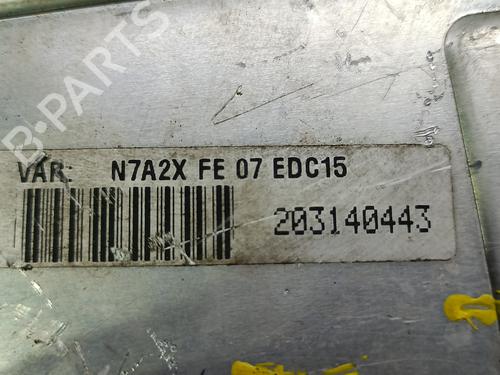 B-PARTS
VAR: N7A2X FE 07 EDC15
203140443